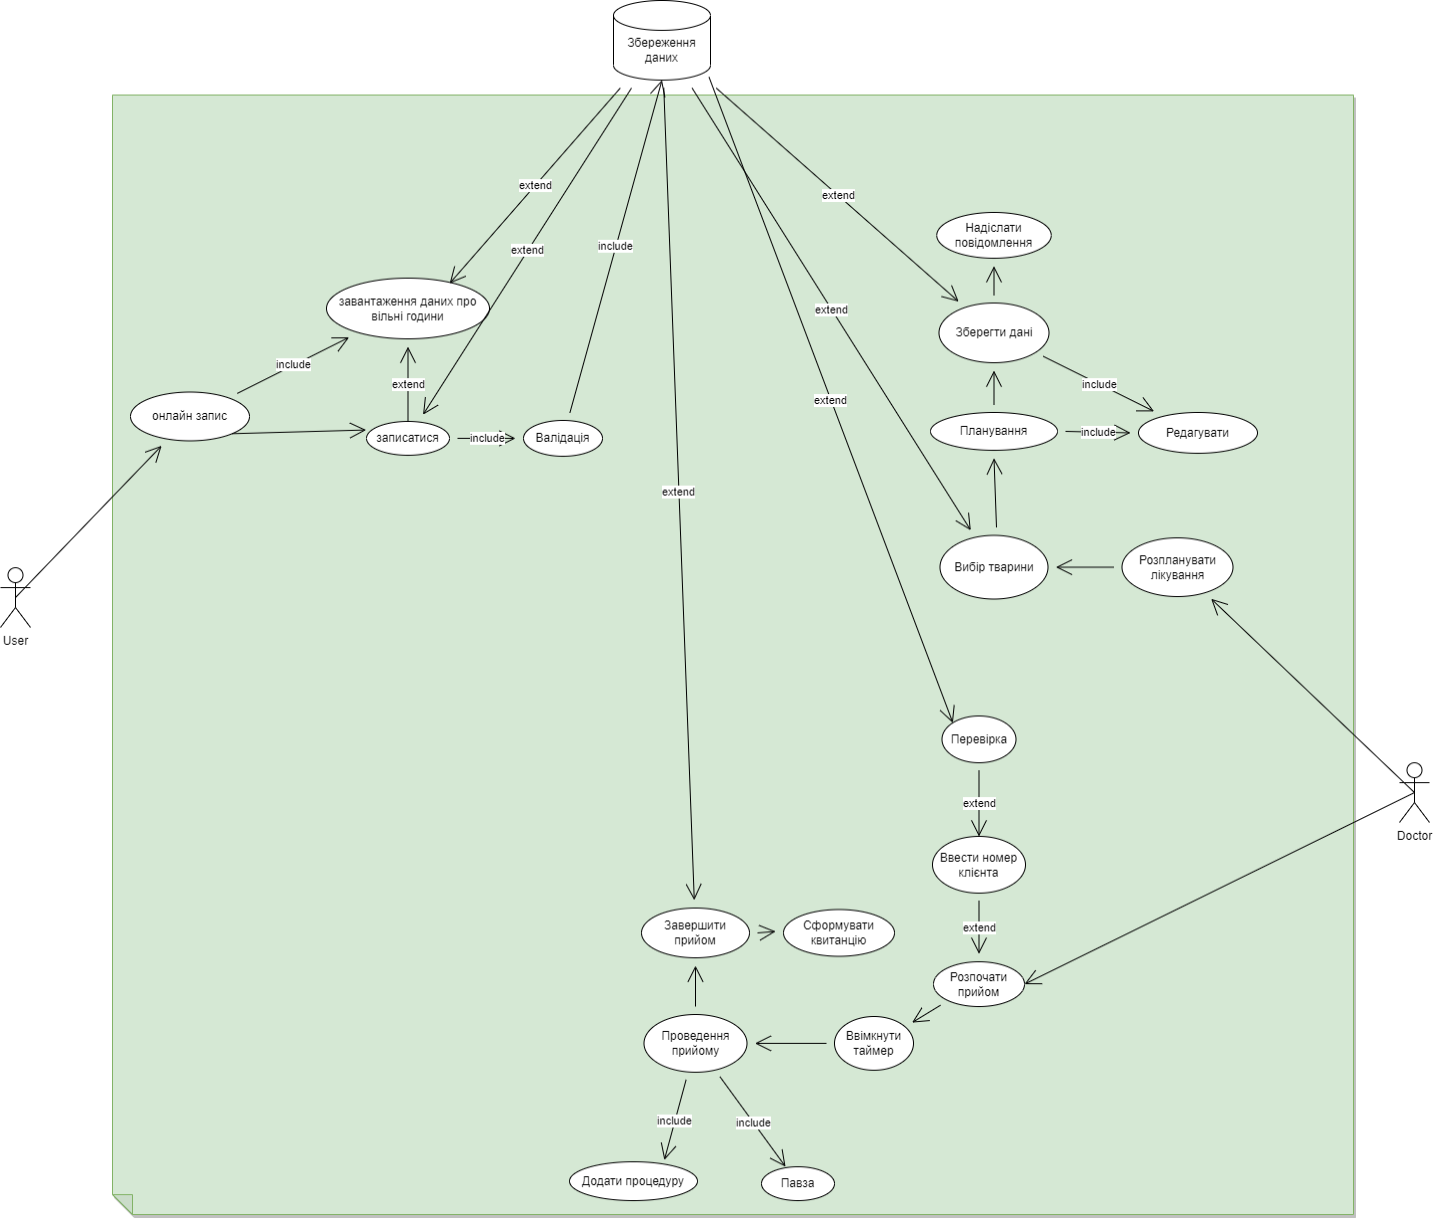 Збереження
даних
extend
extend
Надіслати
повідомлення
extend
include
завантаження даних про
вільні години
extend
Зберегти дані
include
extend
include
extend
онлайн запис
записатися
include
Валідація
Планування
include
Редагувати
extend
Вибір тварини
Розпланувати
лікування
User
Перевірка
extend
Doctor
Ввести номер
клієнта
Завершити
прийом
Сформувати
квитанцію
extend
Розпочати
прийом
Проведення
прийому
Ввімкнути
таймер
include
include
Додати процедуру
Павза